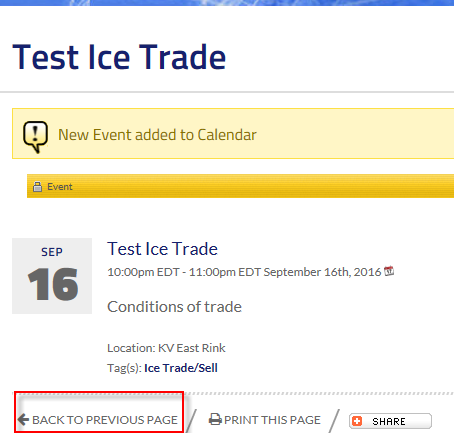 Test Ice Trade
New Event added to Calendar
Event
SEP
16
Test Ice Trade
10:00pm EDT - 11:00pm EDT September 16th, 2016
Conditions of trade
Location: KV East Rink
Tag(s): Ice Trade/Sell
BACK TO PREVIOUS PAGE / PRINT THIS PAGE / SHARE